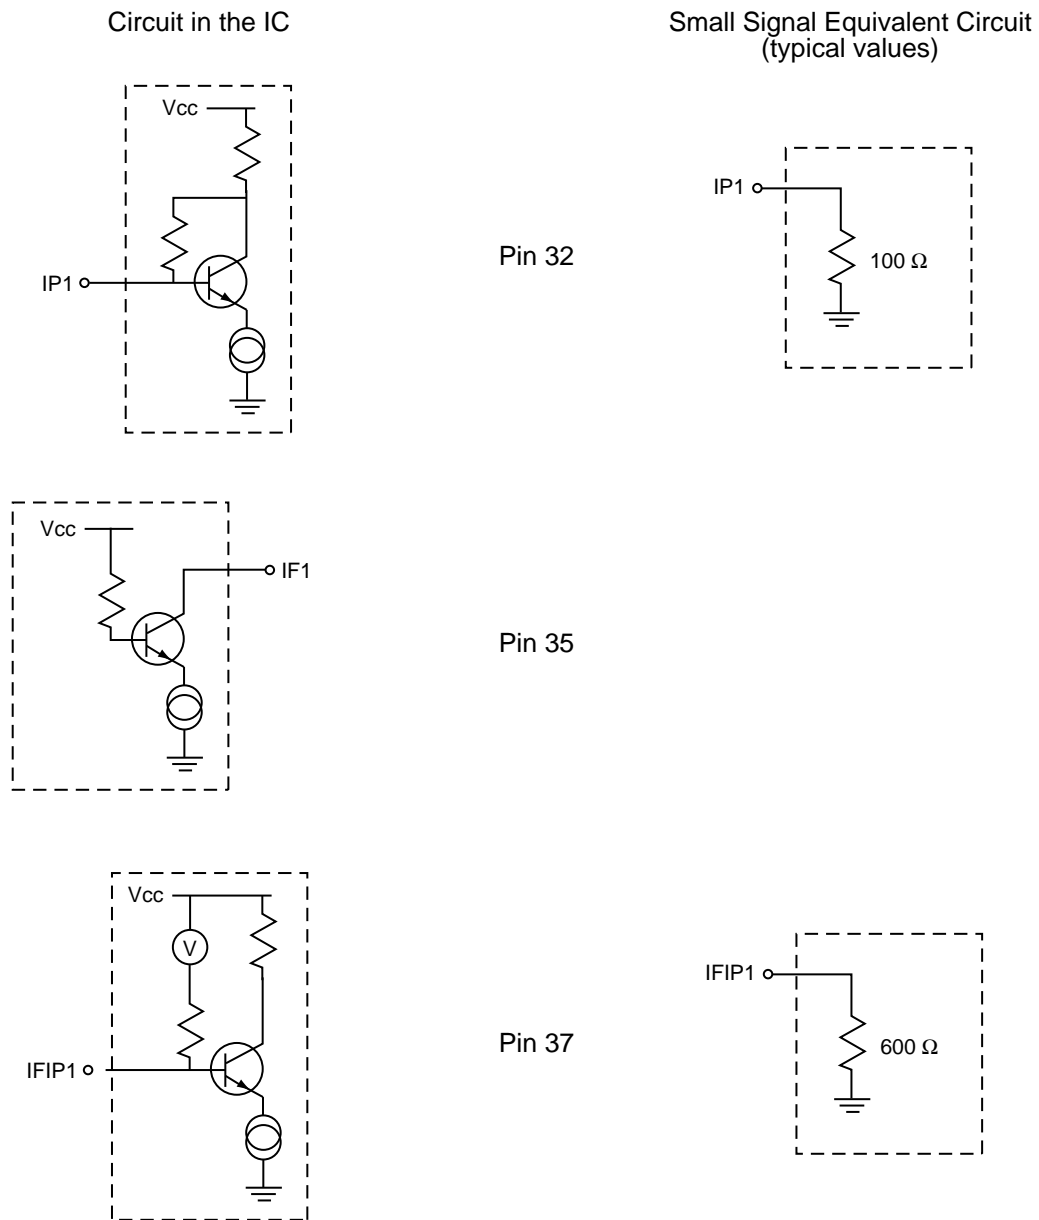 Circuit in the IC
Small Signal Equivalent Circuit
(typical values)
Vcc
IP1
Pin 32
IP1
100 Ω
Vcc
IF1
Pin 35
Vcc
V
IFIP1
Pin 37
IFIP1
600 Ω